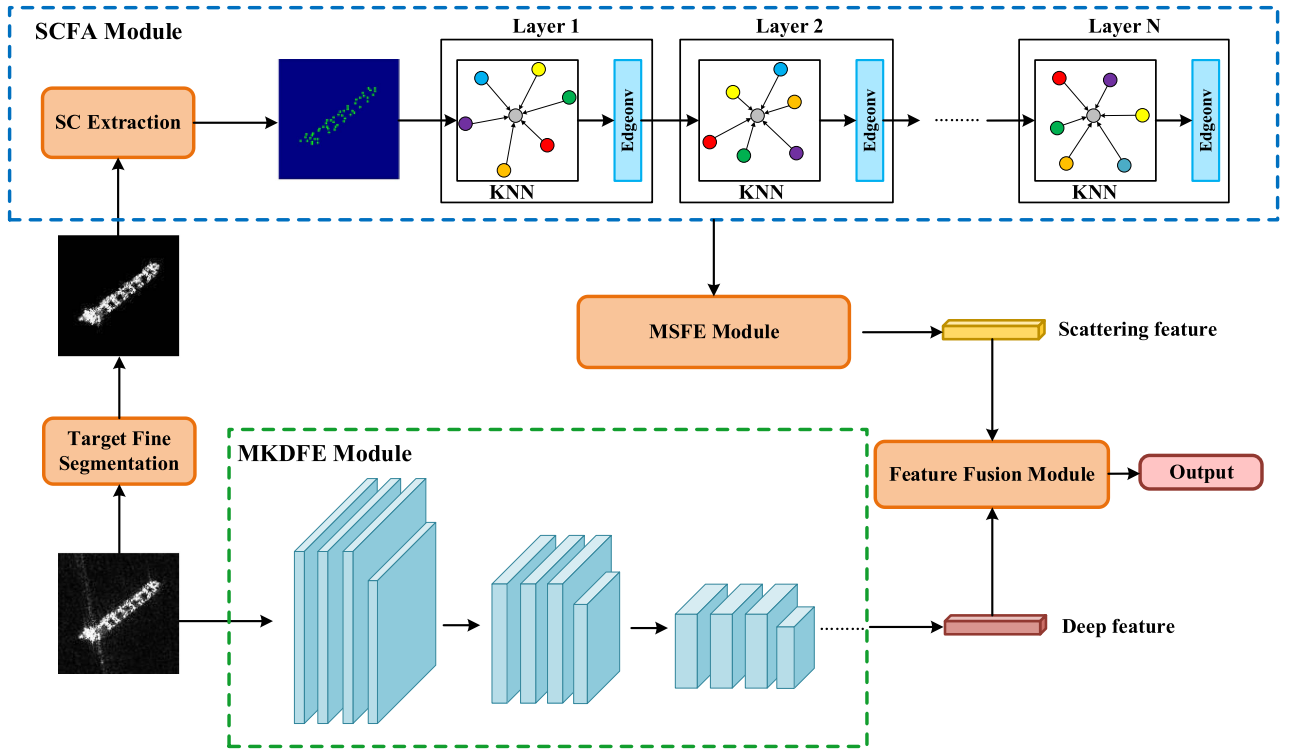 SCFA Module
Layer 1
Layer 2
Layer N
SC Extraction
Edgeonv
Edgeonv
Edgeonv
KNN
KNN
KNN
MSFE Module
Scattering feature
Target Fine
Segmentation
MKDFE Module
Feature Fusion Module
Output
Deep feature